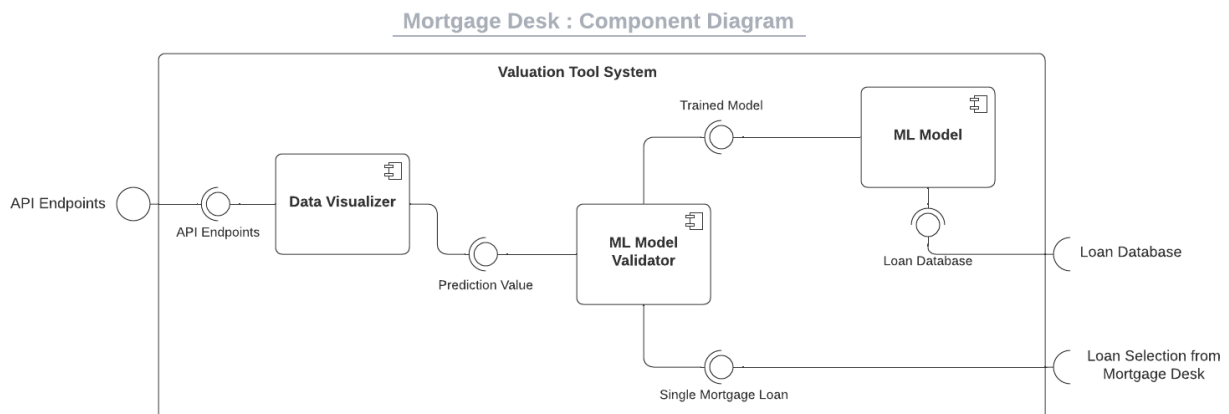 Mortgage Desk : Component Diagram
Valuation Tool System
Trained Model
ML Model
API Endpoints
API Endpoints
Data Visualizer
Prediction Value
ML Model
Validator
Loan Database
Loan Database
Single Mortgage Loan
Loan Selection from
Mortgage Desk